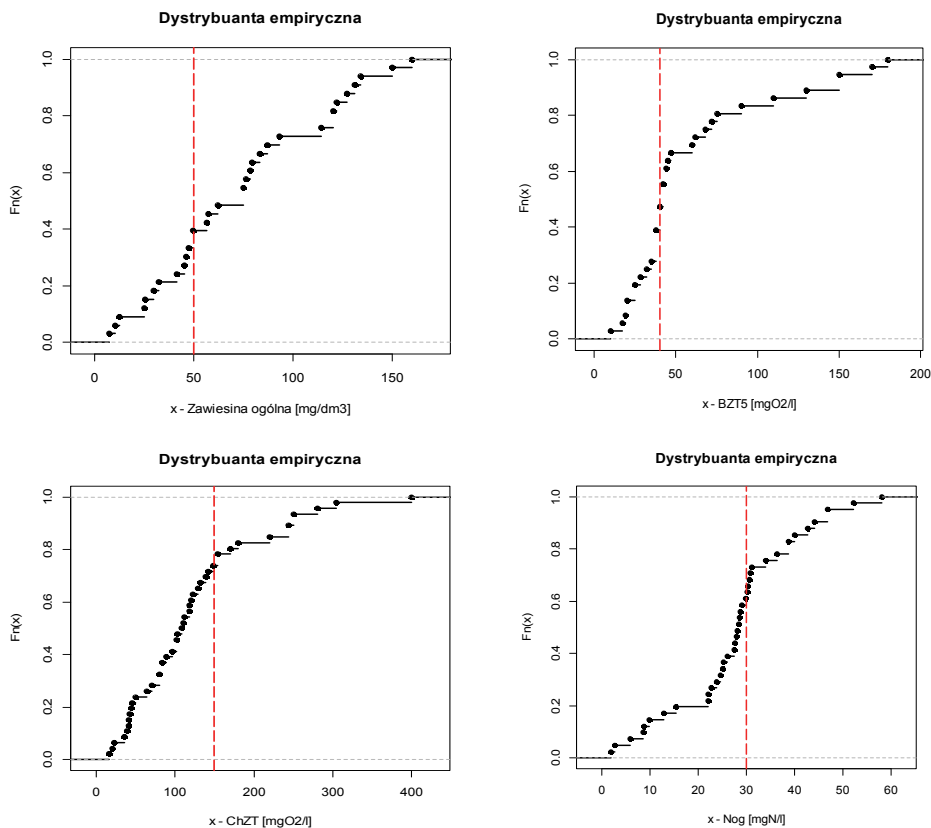 Dystrybuanta empiryczna
Fn(x)
0.0 0.2 0.4 0.6 0.8 1.0
0 50 100 150
x - Zawiesina ogólna [mg/dm3]
Dystrybuanta empiryczna
Fn(x)
0.0 0.2 0.4 0.6 0.8 1.0
0 50 100 150 200
x - BZT5 [mgO2/l]
Dystrybuanta empiryczna
Fn(x)
0.0 0.2 0.4 0.6 0.8 1.0
0 100 200 300 400
x - ChZT [mgO2/l]
Dystrybuanta empiryczna
Fn(x)
0.0 0.2 0.4 0.6 0.8 1.0
0 10 20 30 40 50 60
x - Nog [mgN/l]